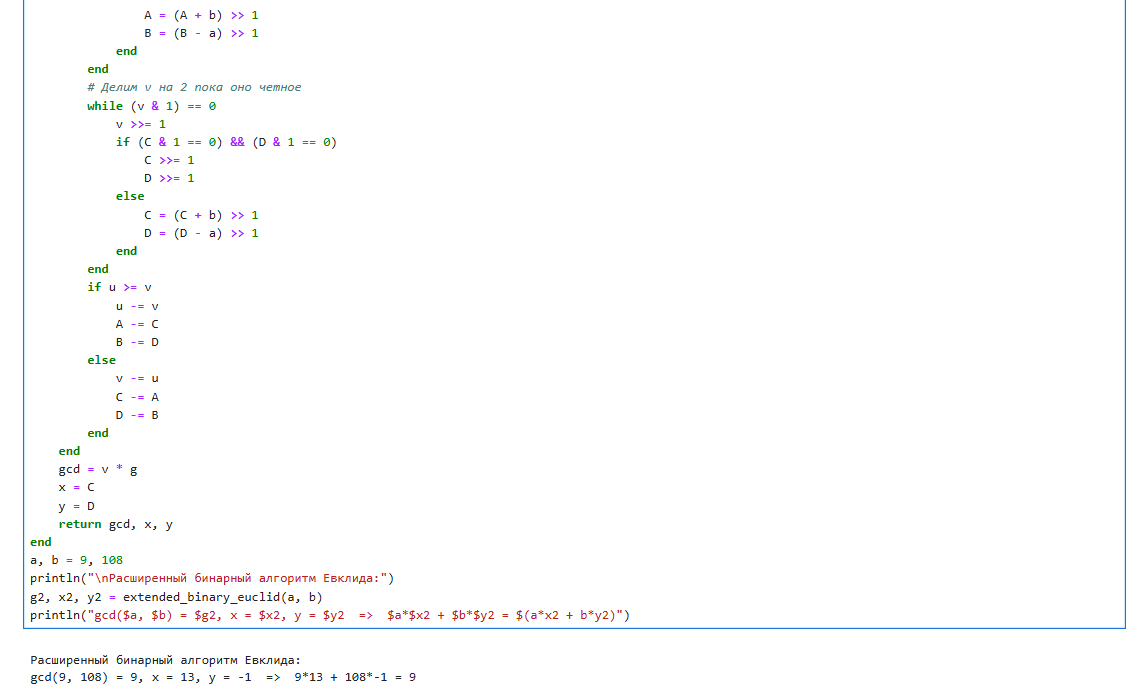 A = (A + b) >> 1
                B = (B - a) >> 1
            end
        end
        # Делим v на 2 пока оно четное
        while (v & 1) == 0
            v >>= 1
            if (C & 1 == 0) && (D & 1 == 0)
                C >>= 1
                D >>= 1
            else
                C = (C + b) >> 1
                D = (D - a) >> 1
            end
        end
        if u >= v
            u -= v
            A -= C
            B -= D
        else
            v -= u
            C -= A
            D -= B
        end
    end
    gcd = v * g
    x = C
    y = D
    return gcd, x, y
end
a, b = 9, 108
println("\nРасширенный бинарный алгоритм Евклида:")
g2, x2, y2 = extended_binary_euclid(a, b)
println("gcd($a, $b) = $g2, x = $x2, y = $y2  =>  $a*$x2 + $b*$y2 = $(a*x2 + b*y2)")
Расширенный бинарный алгоритм Евклида:
gcd(9, 108) = 9, x = 13, y = -1  =>  9*13 + 108*-1 = 9